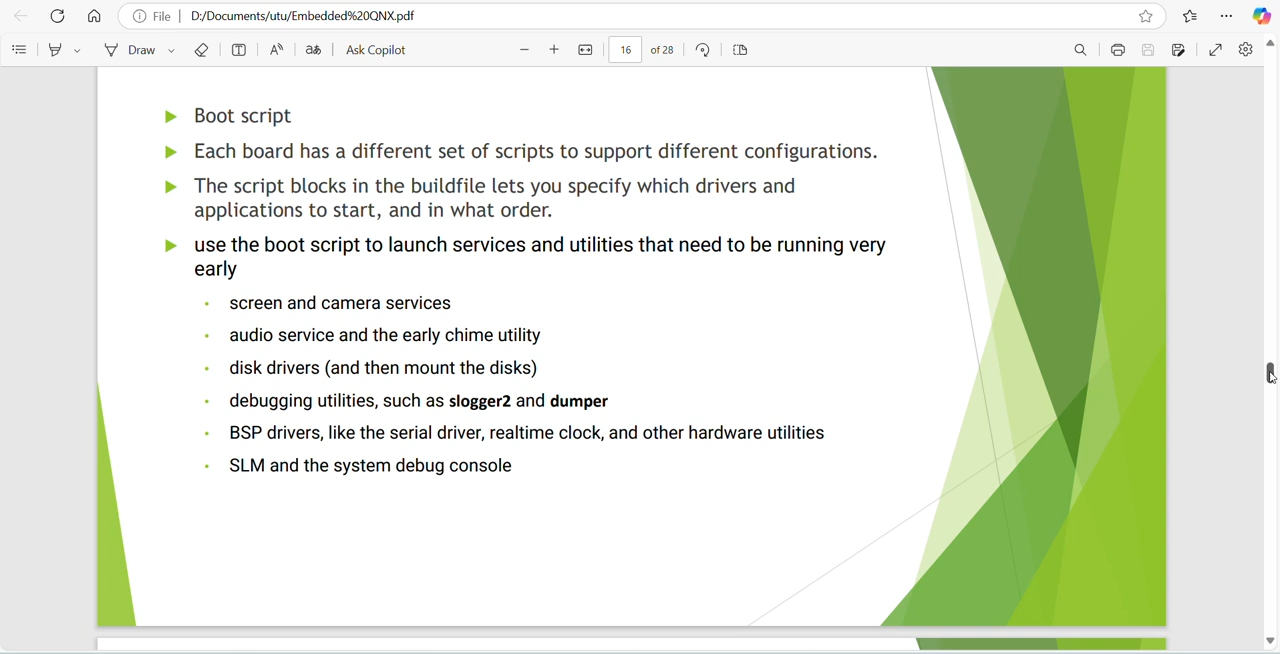 File | D:/Documents/utu/Embedded%20QNX.pdf
Draw
Ask Copilot
16 of 28
Boot script
Each board has a different set of scripts to support different configurations.
The script blocks in the buildfile lets you specify which drivers and
applications to start, and in what order.
use the boot script to launch services and utilities that need to be running very
early
screen and camera services
audio service and the early chime utility
disk drivers (and then mount the disks)
debugging utilities, such as slogger2 and dumper
BSP drivers, like the serial driver, realtime clock, and other hardware utilities
SLM and the system debug console